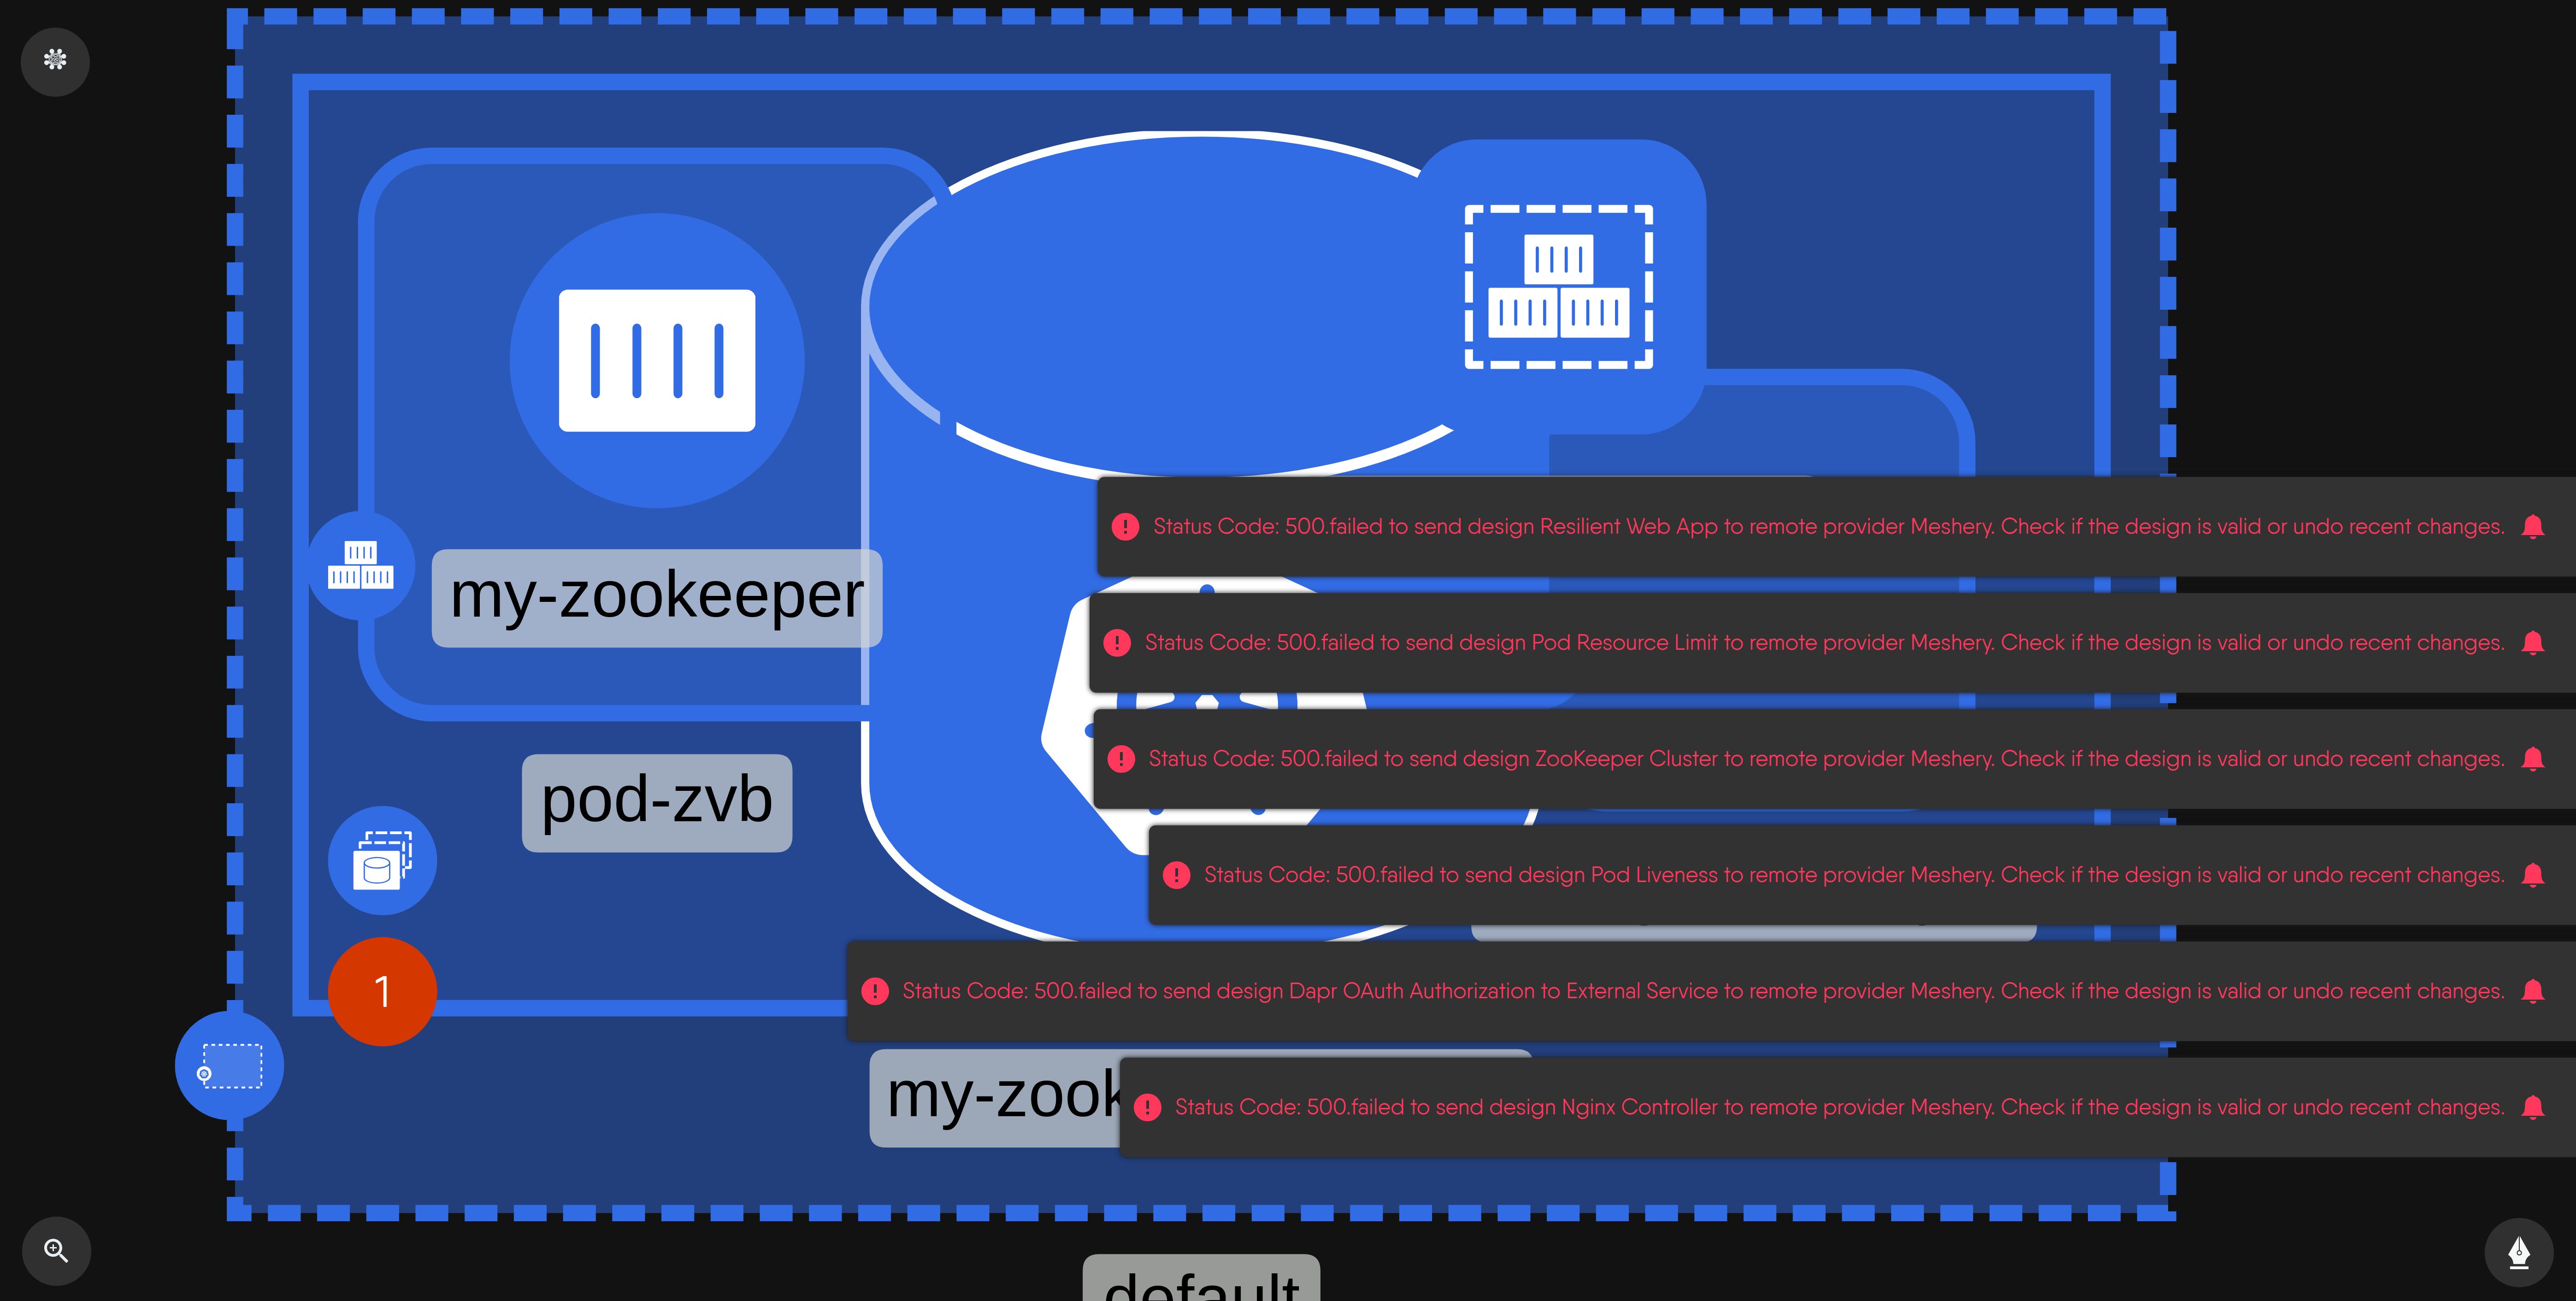 my-zookeeper
pod-zvb
1
Status Code: 500.failed to send design Resilient Web App to remote provider Meshery. Check if the design is valid or undo recent changes.
Status Code: 500.failed to send design Pod Resource Limit to remote provider Meshery. Check if the design is valid or undo recent changes.
Status Code: 500.failed to send design ZooKeeper Cluster to remote provider Meshery. Check if the design is valid or undo recent changes.
Status Code: 500.failed to send design Pod Liveness to remote provider Meshery. Check if the design is valid or undo recent changes.
Status Code: 500.failed to send design Dapr OAuth Authorization to External Service to remote provider Meshery. Check if the design is valid or undo recent changes.
Status Code: 500.failed to send design Nginx Controller to remote provider Meshery. Check if the design is valid or undo recent changes.
default